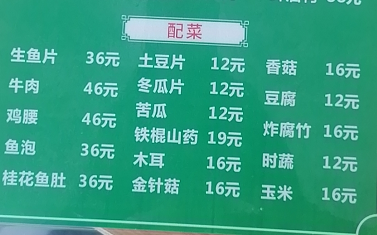 配菜
生鱼片 36元
牛肉 46元
鸡腰 46元
鱼泡 36元
桂花鱼肚 36元
土豆片 12元
冬瓜片 12元
苦瓜 12元
铁棍山药 19元
木耳 16元
金针菇 16元
香菇 16元
豆腐 12元
炸腐竹 16元
时蔬 12元
玉米 16元